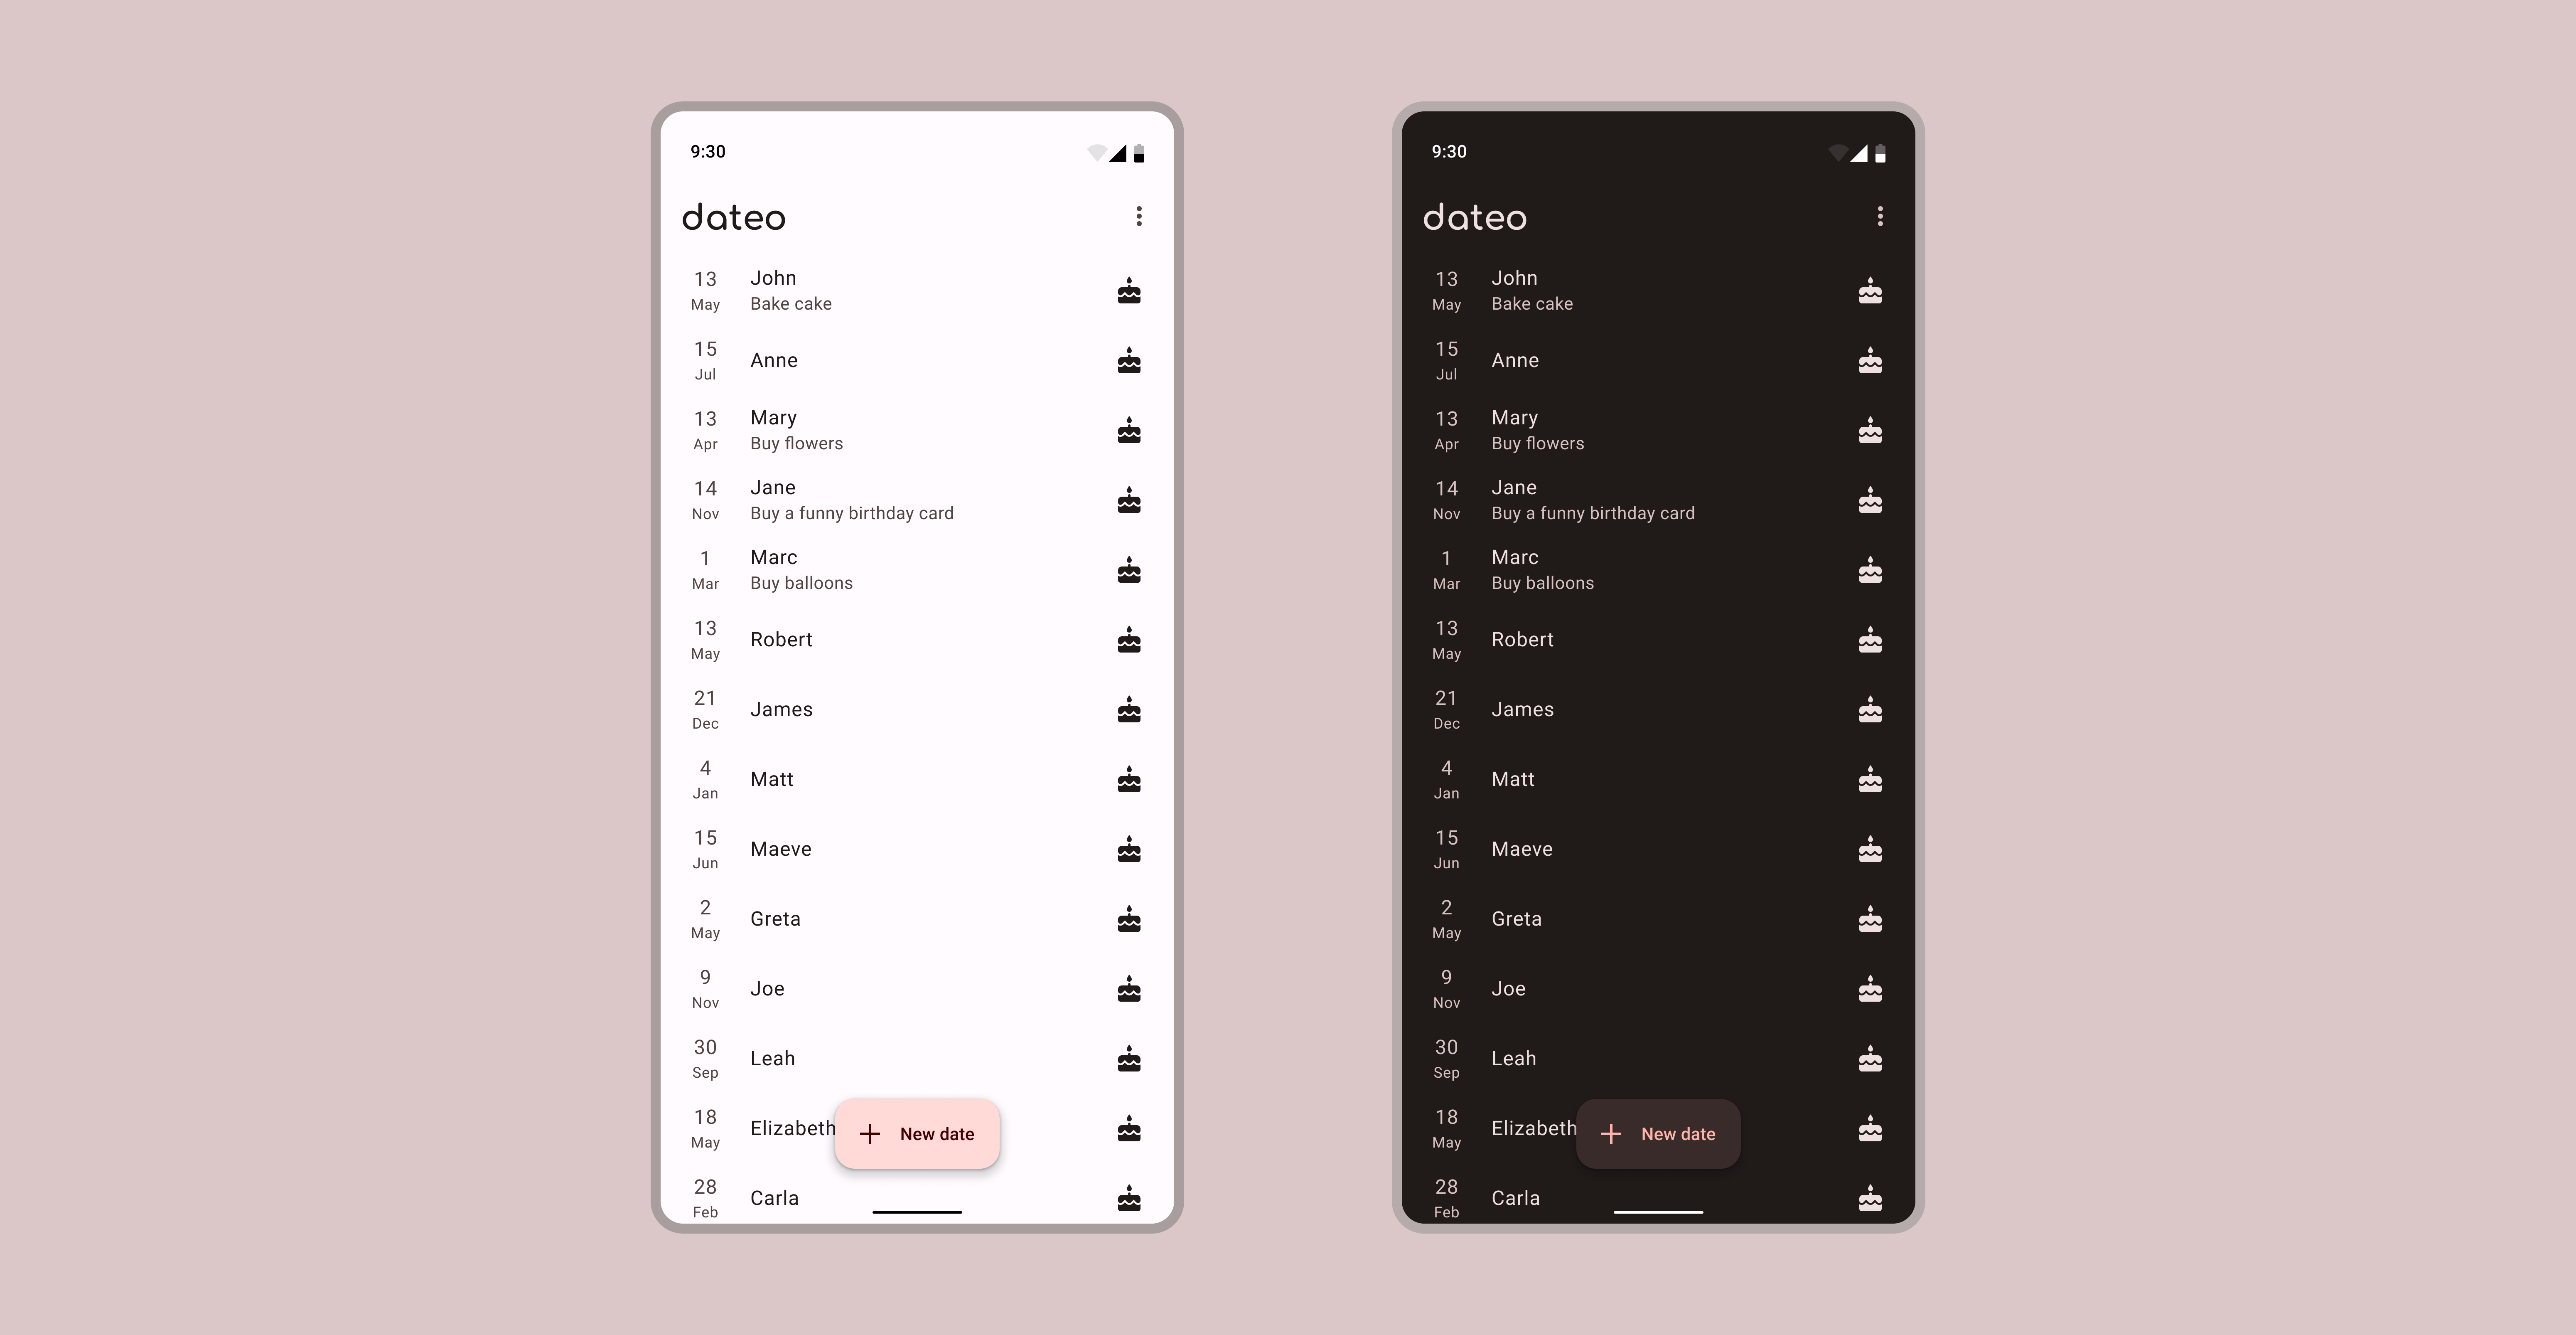 9:30
dateo
13
May
John
Bake cake
15
Jul
Anne
13
Apr
Mary
Buy flowers
14
Nov
Jane
Buy a funny birthday card
1
Mar
Marc
Buy balloons
13
May
Robert
21
Dec
James
4
Jan
Matt
15
Jun
Maeve
2
May
Greta
9
Nov
Joe
30
Sep
Leah
18
May
Elizabeth
New date
28
Feb
Carla
9:30
dateo
13
May
John
Bake cake
15
Jul
Anne
13
Apr
Mary
Buy flowers
14
Nov
Jane
Buy a funny birthday card
1
Mar
Marc
Buy balloons
13
May
Robert
21
Dec
James
4
Jan
Matt
15
Jun
Maeve
2
May
Greta
9
Nov
Joe
30
Sep
Leah
18
May
Elizabeth
New date
28
Feb
Carla